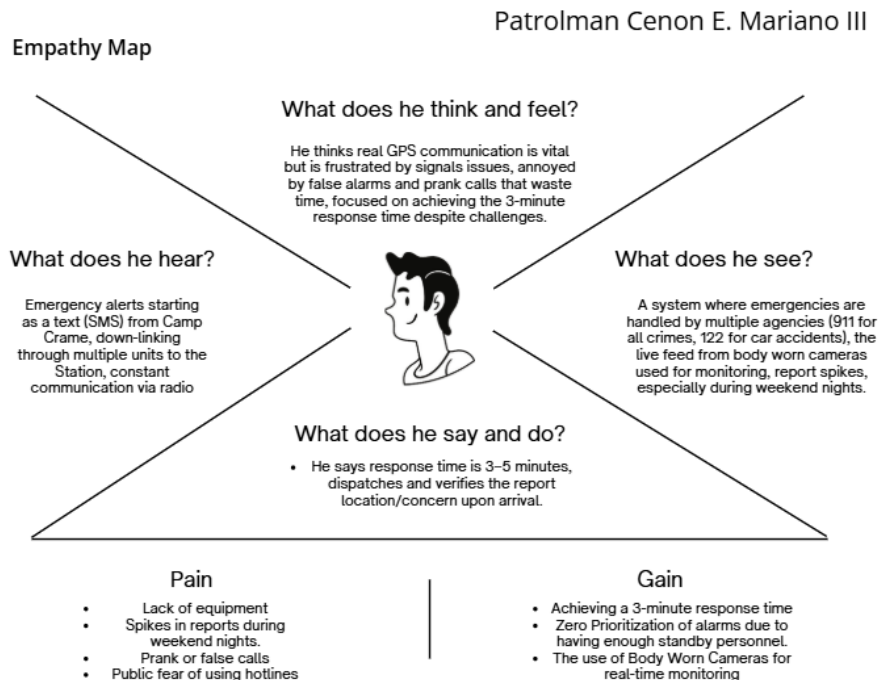 Patrolman Cenon E. Mariano III
Empathy Map
What does he think and feel?
He thinks real GPS communication is vital
but is frustrated by signals issues, annoyed
by false alarms and prank calls that waste
time, focused on achieving the 3-minute
response time despite challenges.
What does he hear?
Emergency alerts starting
as a text (SMS) from Camp
Crame, down-linking
through multiple units to the
Station, constant
communication via radio
What does he see?
A system where emergencies are
handled by multiple agencies (911 for
all crimes, 122 for car accidents), the
live feed from body worn cameras
used for monitoring, report spikes,
especially during weekend nights.
What does he say and do?
• He says response time is 3–5 minutes,
dispatches and verifies the report
location/concern upon arrival.
Pain
• Lack of equipment
• Spikes in reports during
weekend nights.
• Prank or false calls
• Public fear of using hotlines
Gain
• Achieving a 3-minute response time
• Zero Prioritization of alarms due to
having enough standby personnel.
• The use of Body Worn Cameras for
real-time monitoring